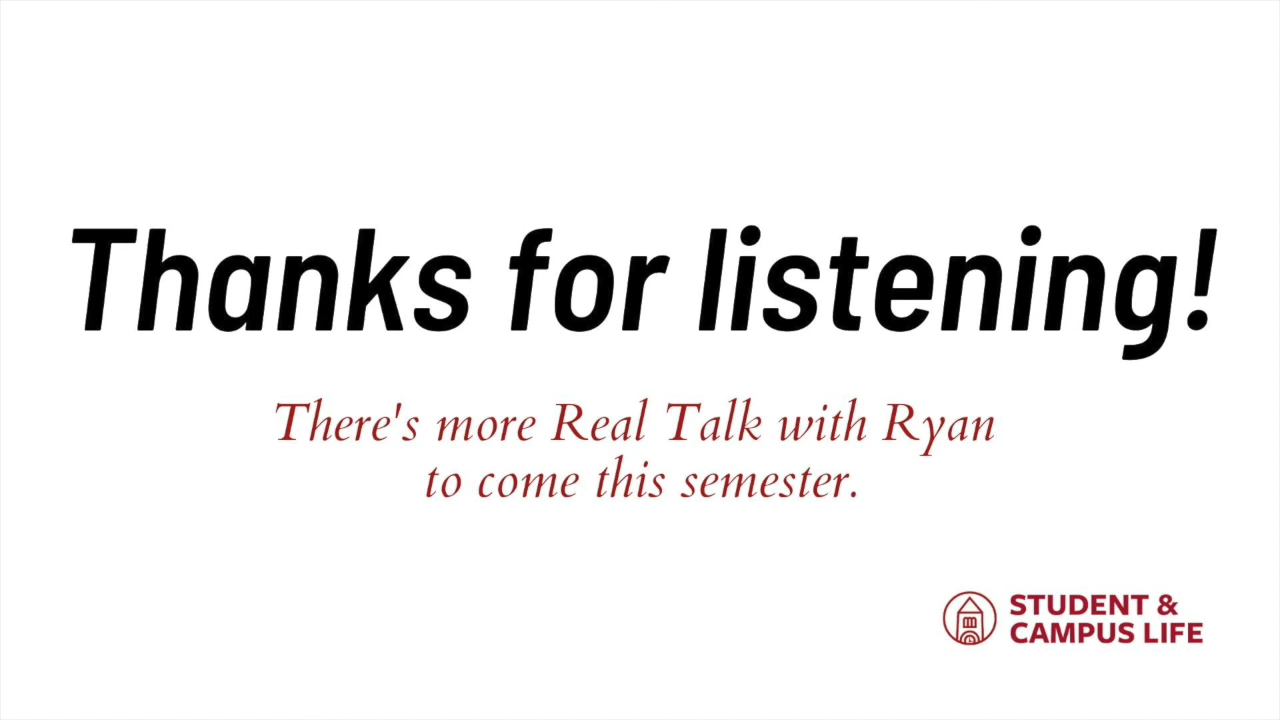 Thanks for listening!
There's more Real Talk with Ryan
to come this semester.
STUDENT &
CAMPUS LIFE